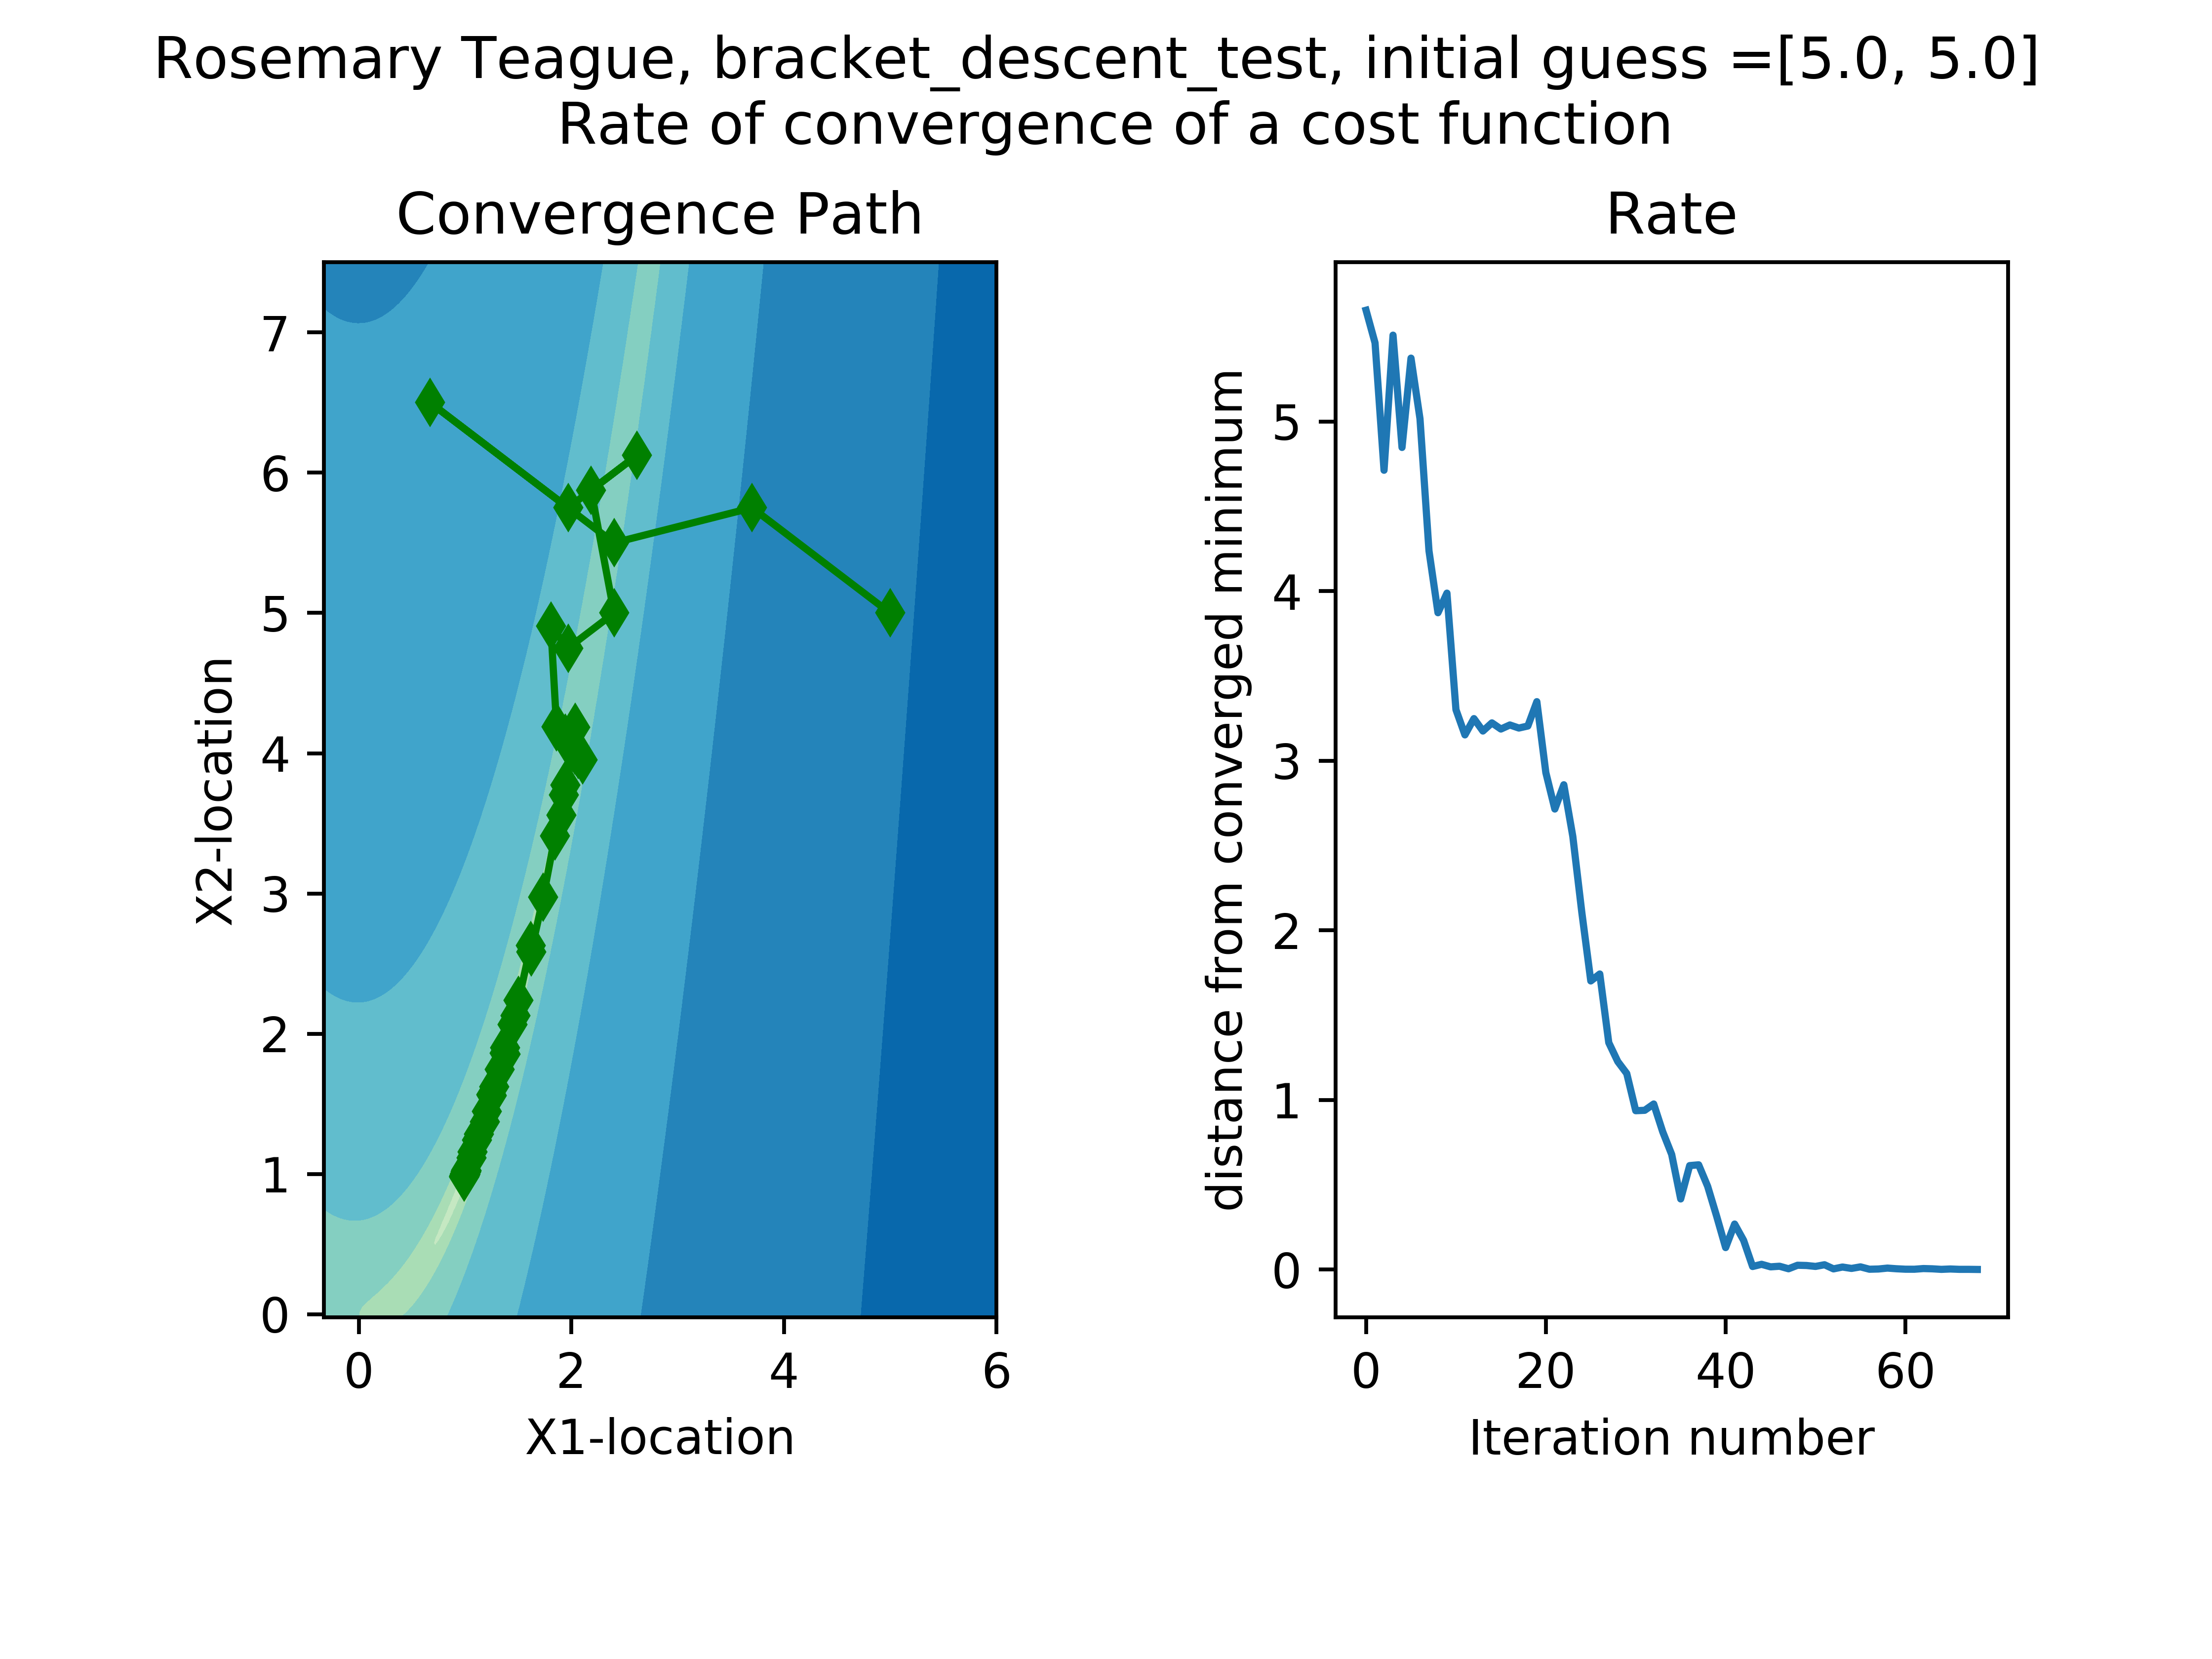 Rosemary Teague, bracket_descent_test, initial guess =[5.0, 5.0]
Rate of convergence of a cost function
Convergence Path
7
6
5
4
3
2
1
0
X2-location
0 2 4 6
X1-location
Rate
5
4
3
2
1
0
distance from converged minimum
0 20 40 60
Iteration number